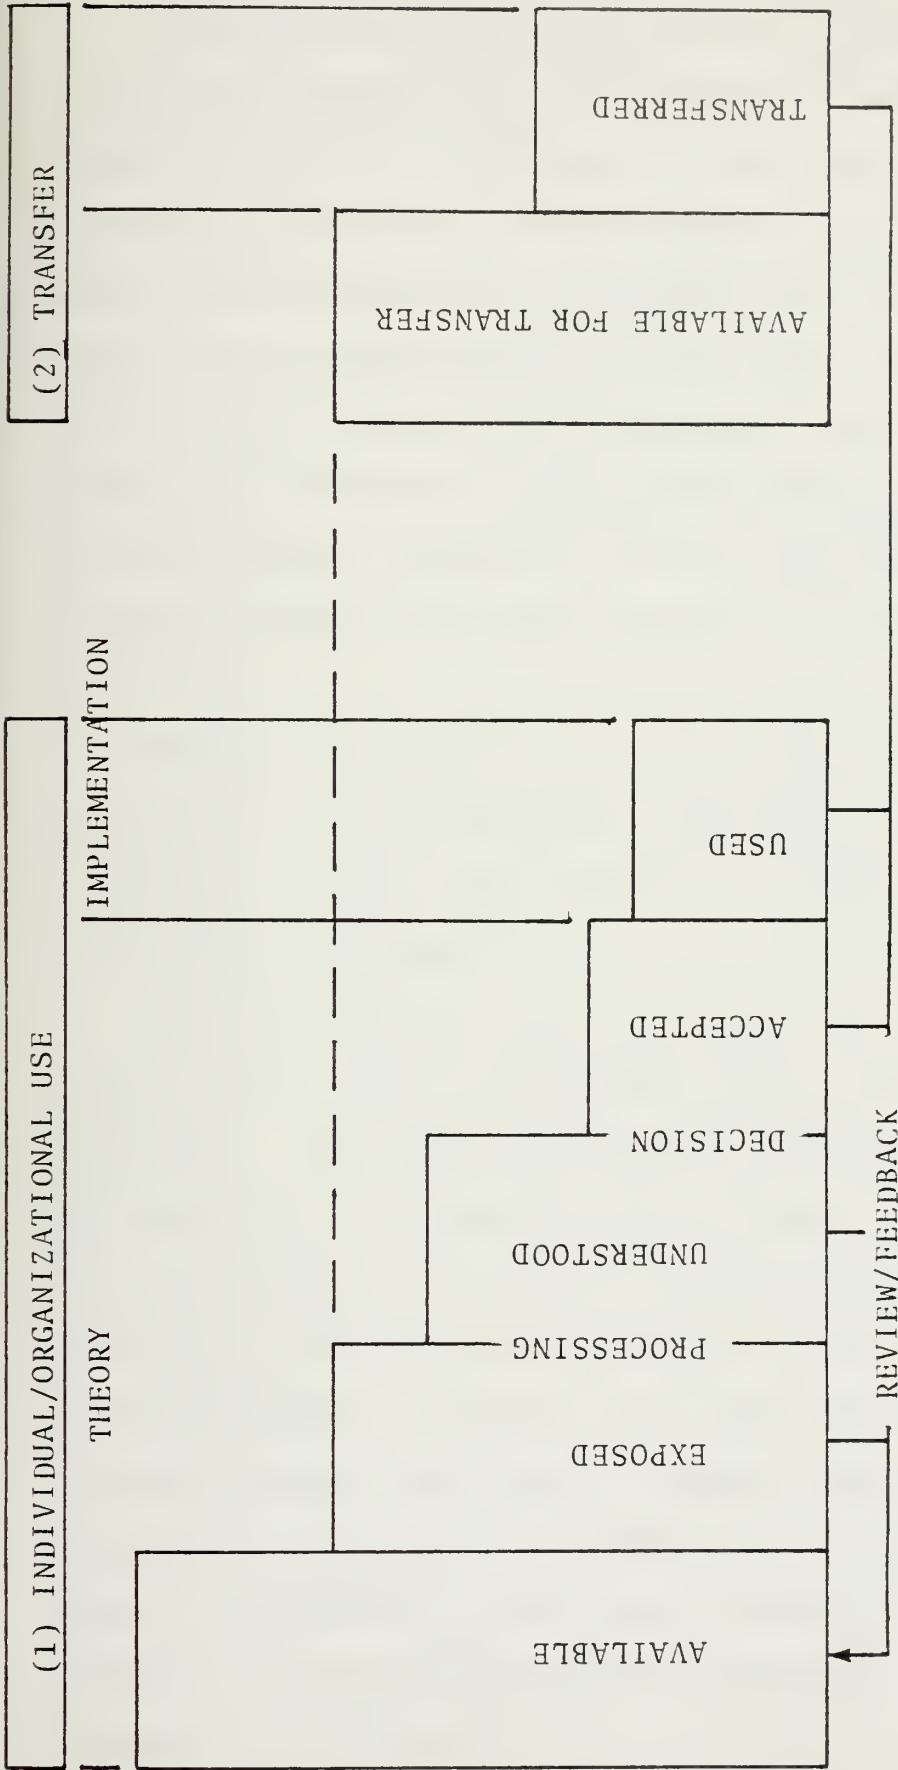 (1) INDIVIDUAL/ORGANIZATIONAL USE
(2) TRANSFER
THEORY
IMPLEMENTATION
AVAILABLE
EXPOSED
PROCESSING
UNDERSTOOD
DECISION
ACCEPTED
USED
AVAILABLE FOR TRANSFER
TRANSFERRED
REVIEW/FEEDBACK